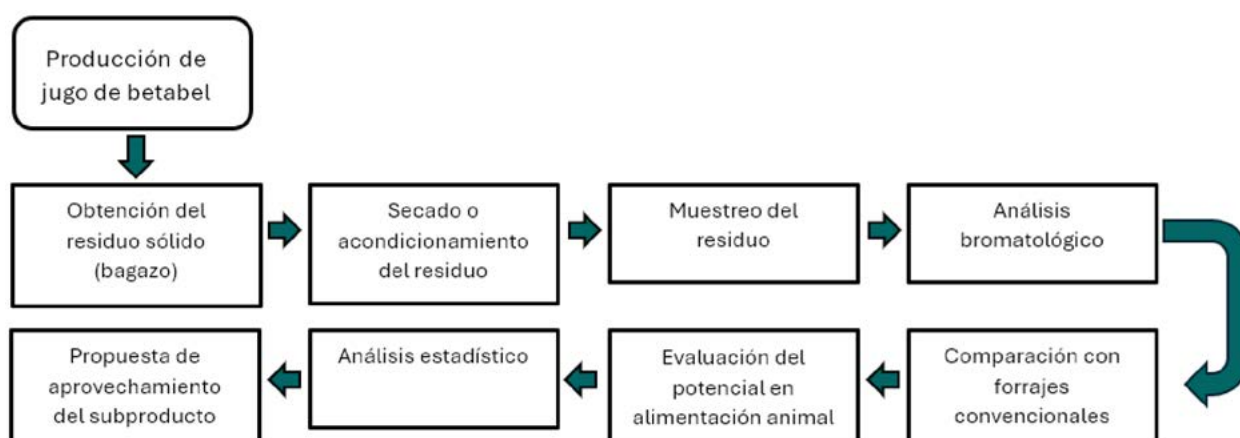 Producción de
jugo de betabel
Obtención del
residuo sólido
(bagazo)
Secado o
acondicionamiento
del residuo
Muestreo del
residuo
Análisis
bromatológico
Comparación con
forrajes
convencionales
Evaluación del
potencial en
alimentación animal
Análisis estadístico
Propuesta de
aprovechamiento
del subproducto